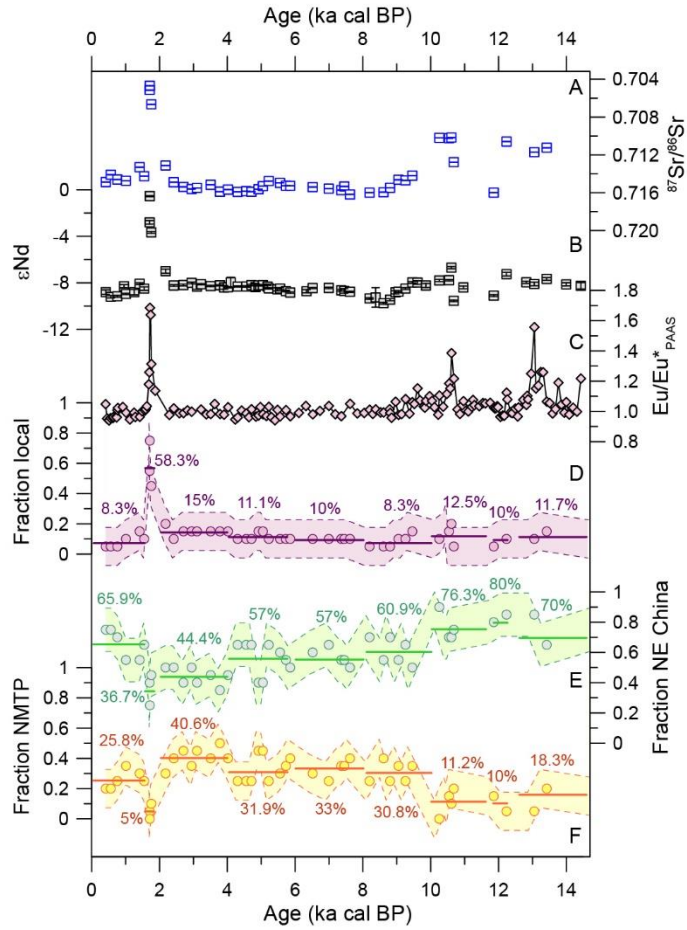 Age (ka cal BP)
0 2 4 6 8 10 12 14
A
0.704
0.708
0.712
0.716
0.720
87Sr/86Sr
0
-4
-8
-12
εNd
B
1.8
1.6
1.4
1.2
1.0
0.8
Eu/Eu*PAAS
C
1
0.8
0.6
0.4
0.2
0
Fraction local
D
58.3%
8.3% 15% 11.1% 10% 8.3% 12.5% 10% 11.7%
1
0.8
0.6
0.4
0.2
0
Fraction NE China
E
65.9% 36.7% 44.4% 57% 57% 60.9% 76.3% 80% 70%
1
0.8
0.6
0.4
0.2
0
Fraction NMTP
25.8% 5% 40.6% 31.9% 33% 30.8% 11.2% 10% 18.3%
F
0 2 4 6 8 10 12 14
Age (ka cal BP)